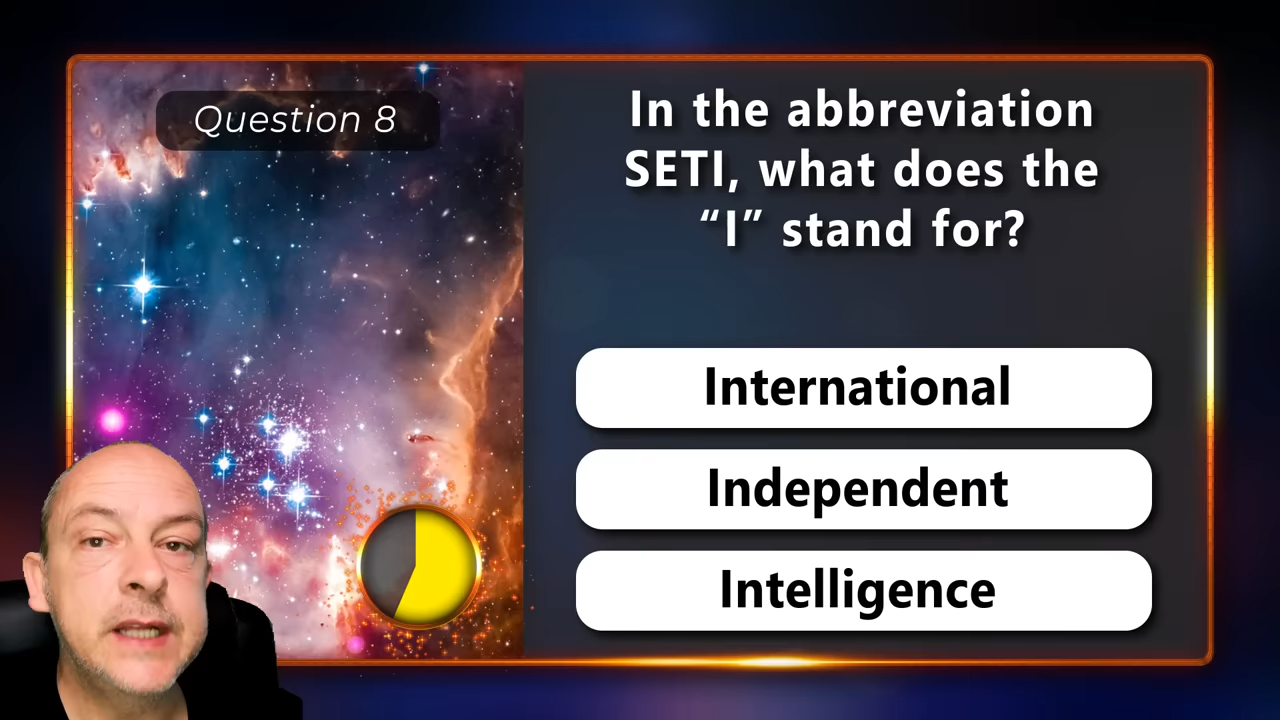 Question 8
In the abbreviation
SETI, what does the
“I” stand for?
International
Independent
Intelligence